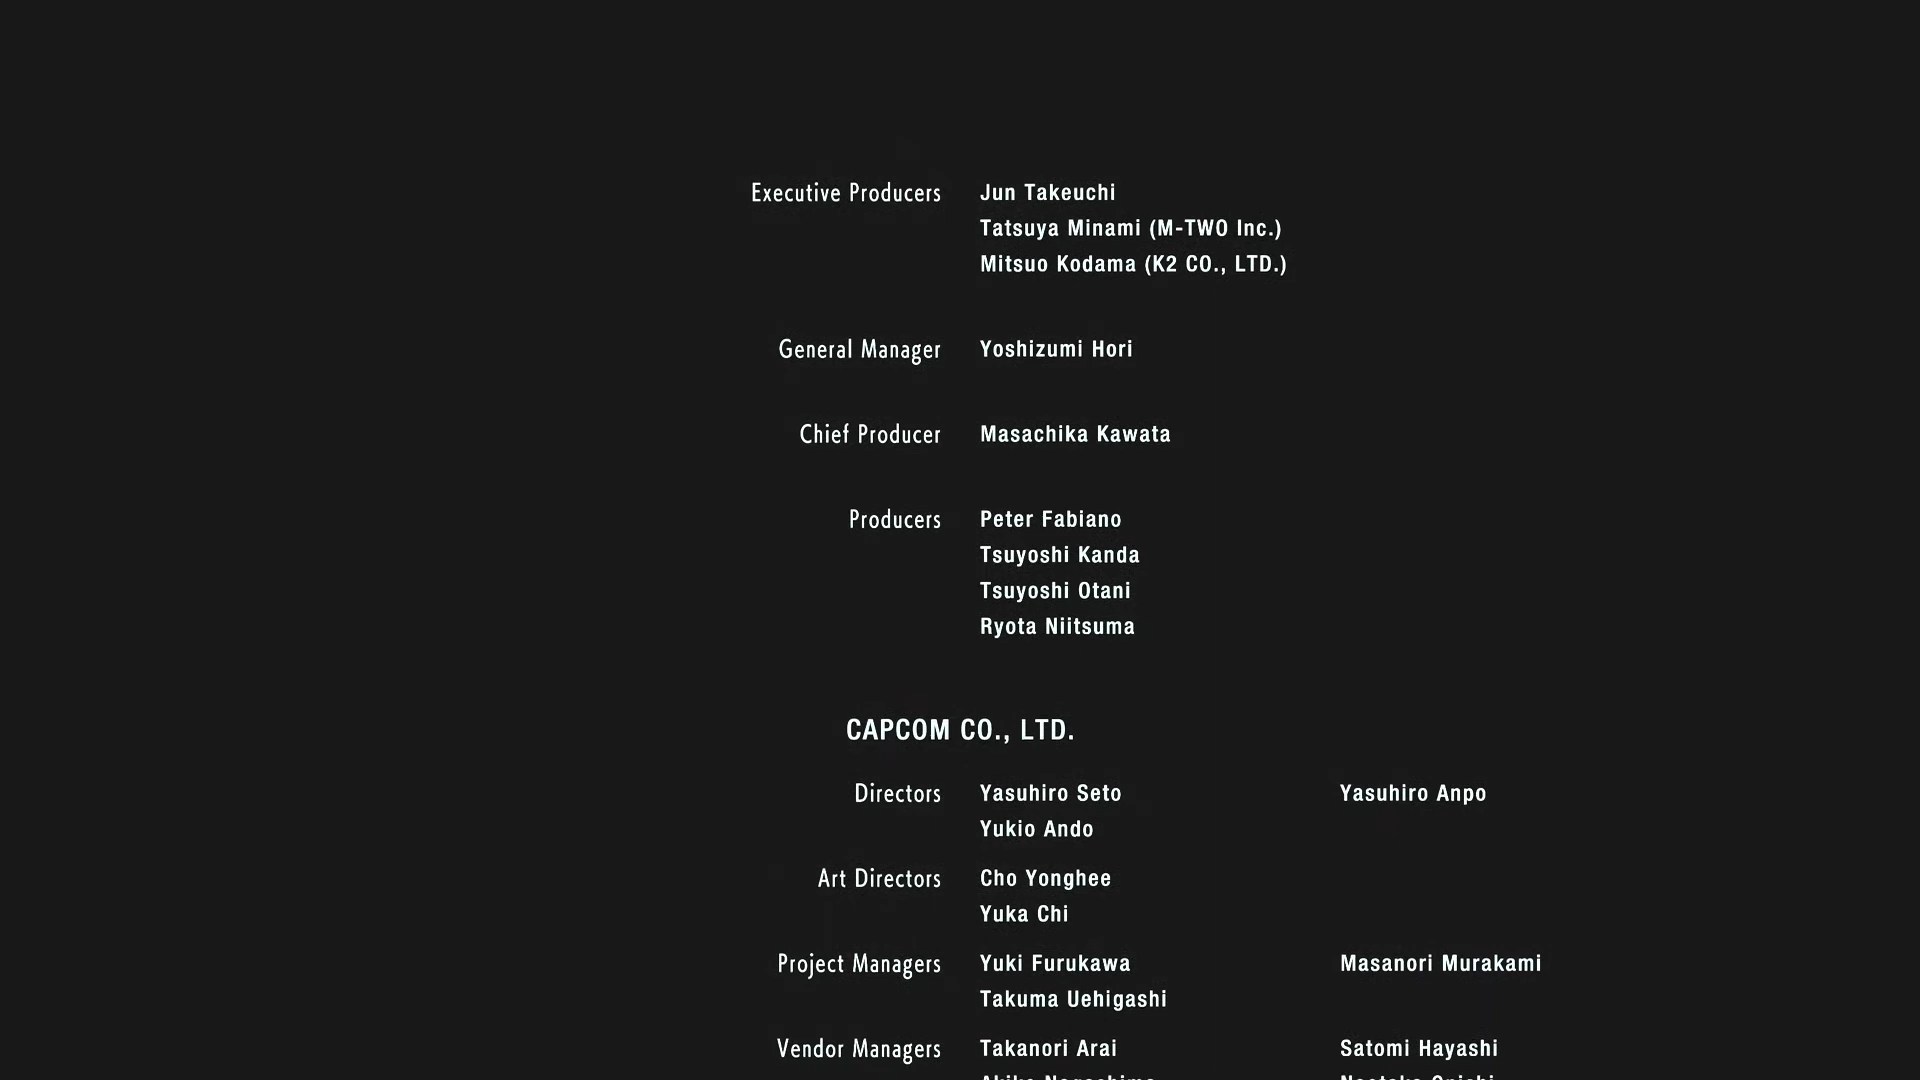 Executive Producers Jun Takeuchi
Tatsuya Minami (M-TWO Inc.)
Mitsuo Kodama (K2 CO., LTD.)
General Manager Yoshizumi Hori
Chief Producer Masachika Kawata
Producers Peter Fabiano
Tsuyoshi Kanda
Tsuyoshi Otani
Ryota Niitsuma
CAPCOM CO., LTD.
Directors Yasuhiro Seto Yasuhiro Anpo
Yukio Ando
Art Directors Cho Yonghee
Yuka Chi
Project Managers Yuki Furukawa Masanori Murakami
Takuma Uehigashi
Vendor Managers Takanori Arai Satomi Hayashi